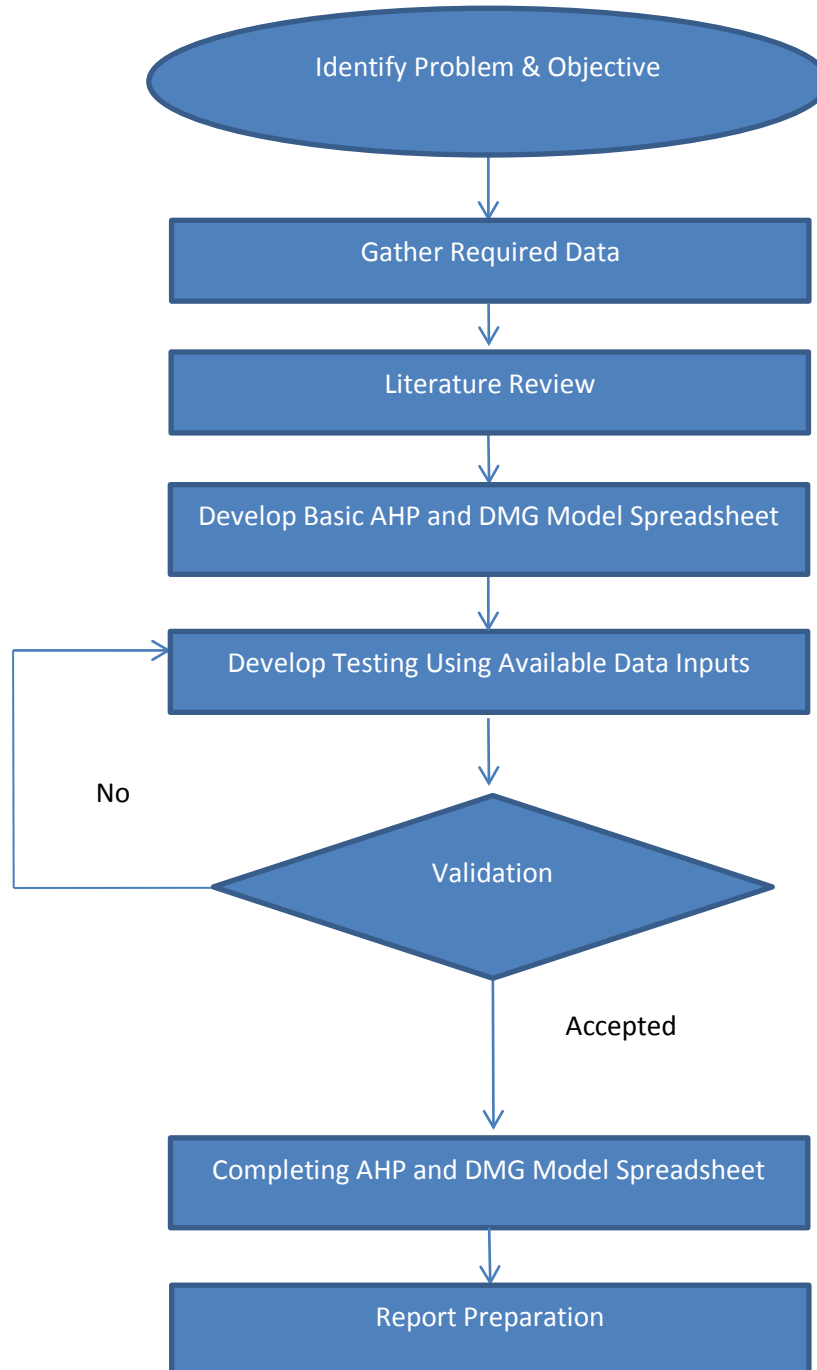 Identify Problem & Objective
Gather Required Data
Literature Review
Develop Basic AHP and DMG Model Spreadsheet
Develop Testing Using Available Data Inputs
No
Validation
Accepted
Completing AHP and DMG Model Spreadsheet
Report Preparation